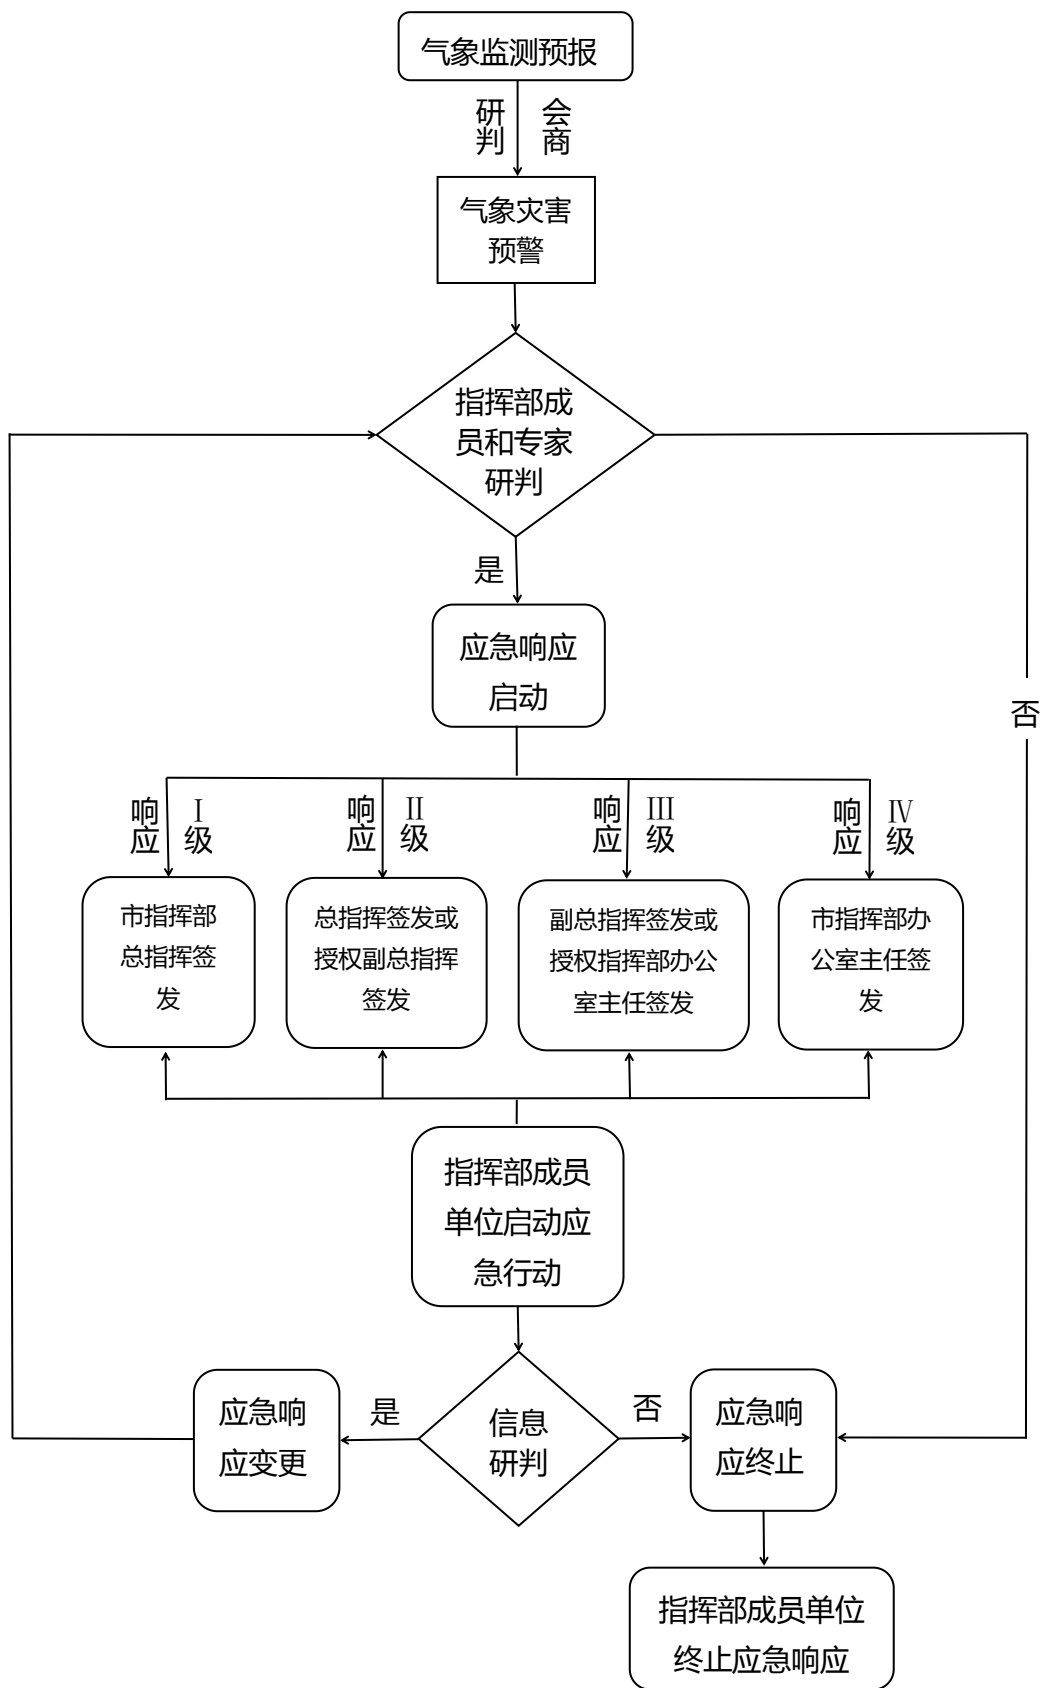 气象监测预报
研判
会商
气象灾害
预警
指挥部成
员和专家
研判
是
应急响应
启动
否
响应
Ⅰ级
响应
Ⅱ级
响应
Ⅲ级
响应
Ⅳ级
市指挥部
总指挥签
发
总指挥签发或
授权副总指挥
签发
副总指挥签发或
授权指挥部办公
室主任签发
市指挥部办
公室主任签
发
指挥部成员
单位启动应
急行动
应急响
应变更
是
信息
研判
否
应急响
应终止
指挥部成员单位
终止应急响应